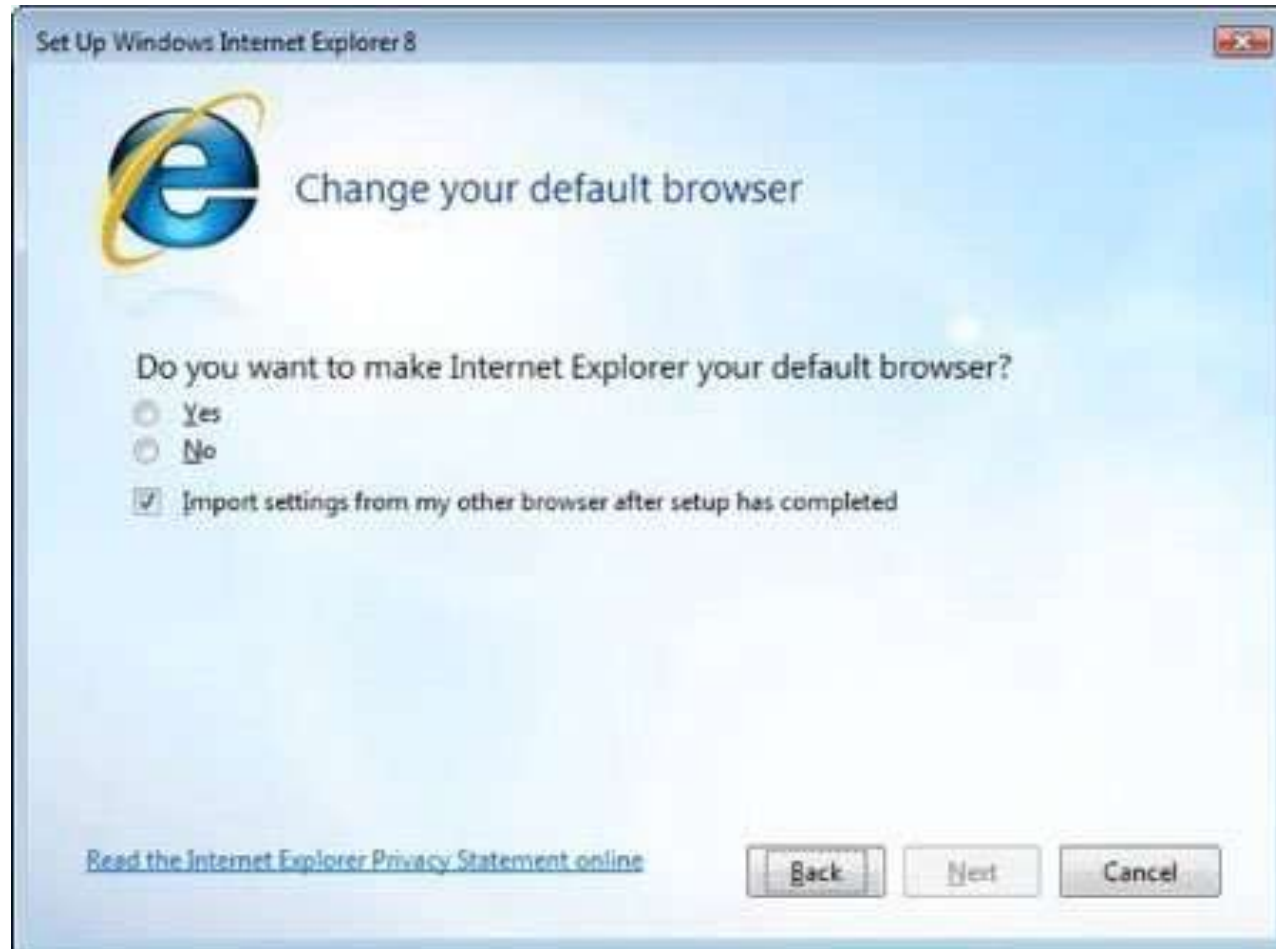 Set Up Windows Internet Explorer 8
Change your default browser
Do you want to make Internet Explorer your default browser?
Yes
No
Import settings from my other browser after setup has completed
Read the Internet Explorer Privacy Statement online
Back
Next
Cancel